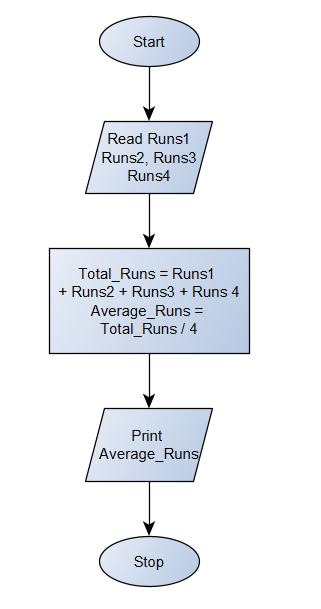 Start
Read Runs1
Runs2, Runs3
Runs4
Total_Runs = Runs1
+ Runs2 + Runs3 + Runs 4
Average_Runs =
Total_Runs / 4
Print
Average_Runs
Stop